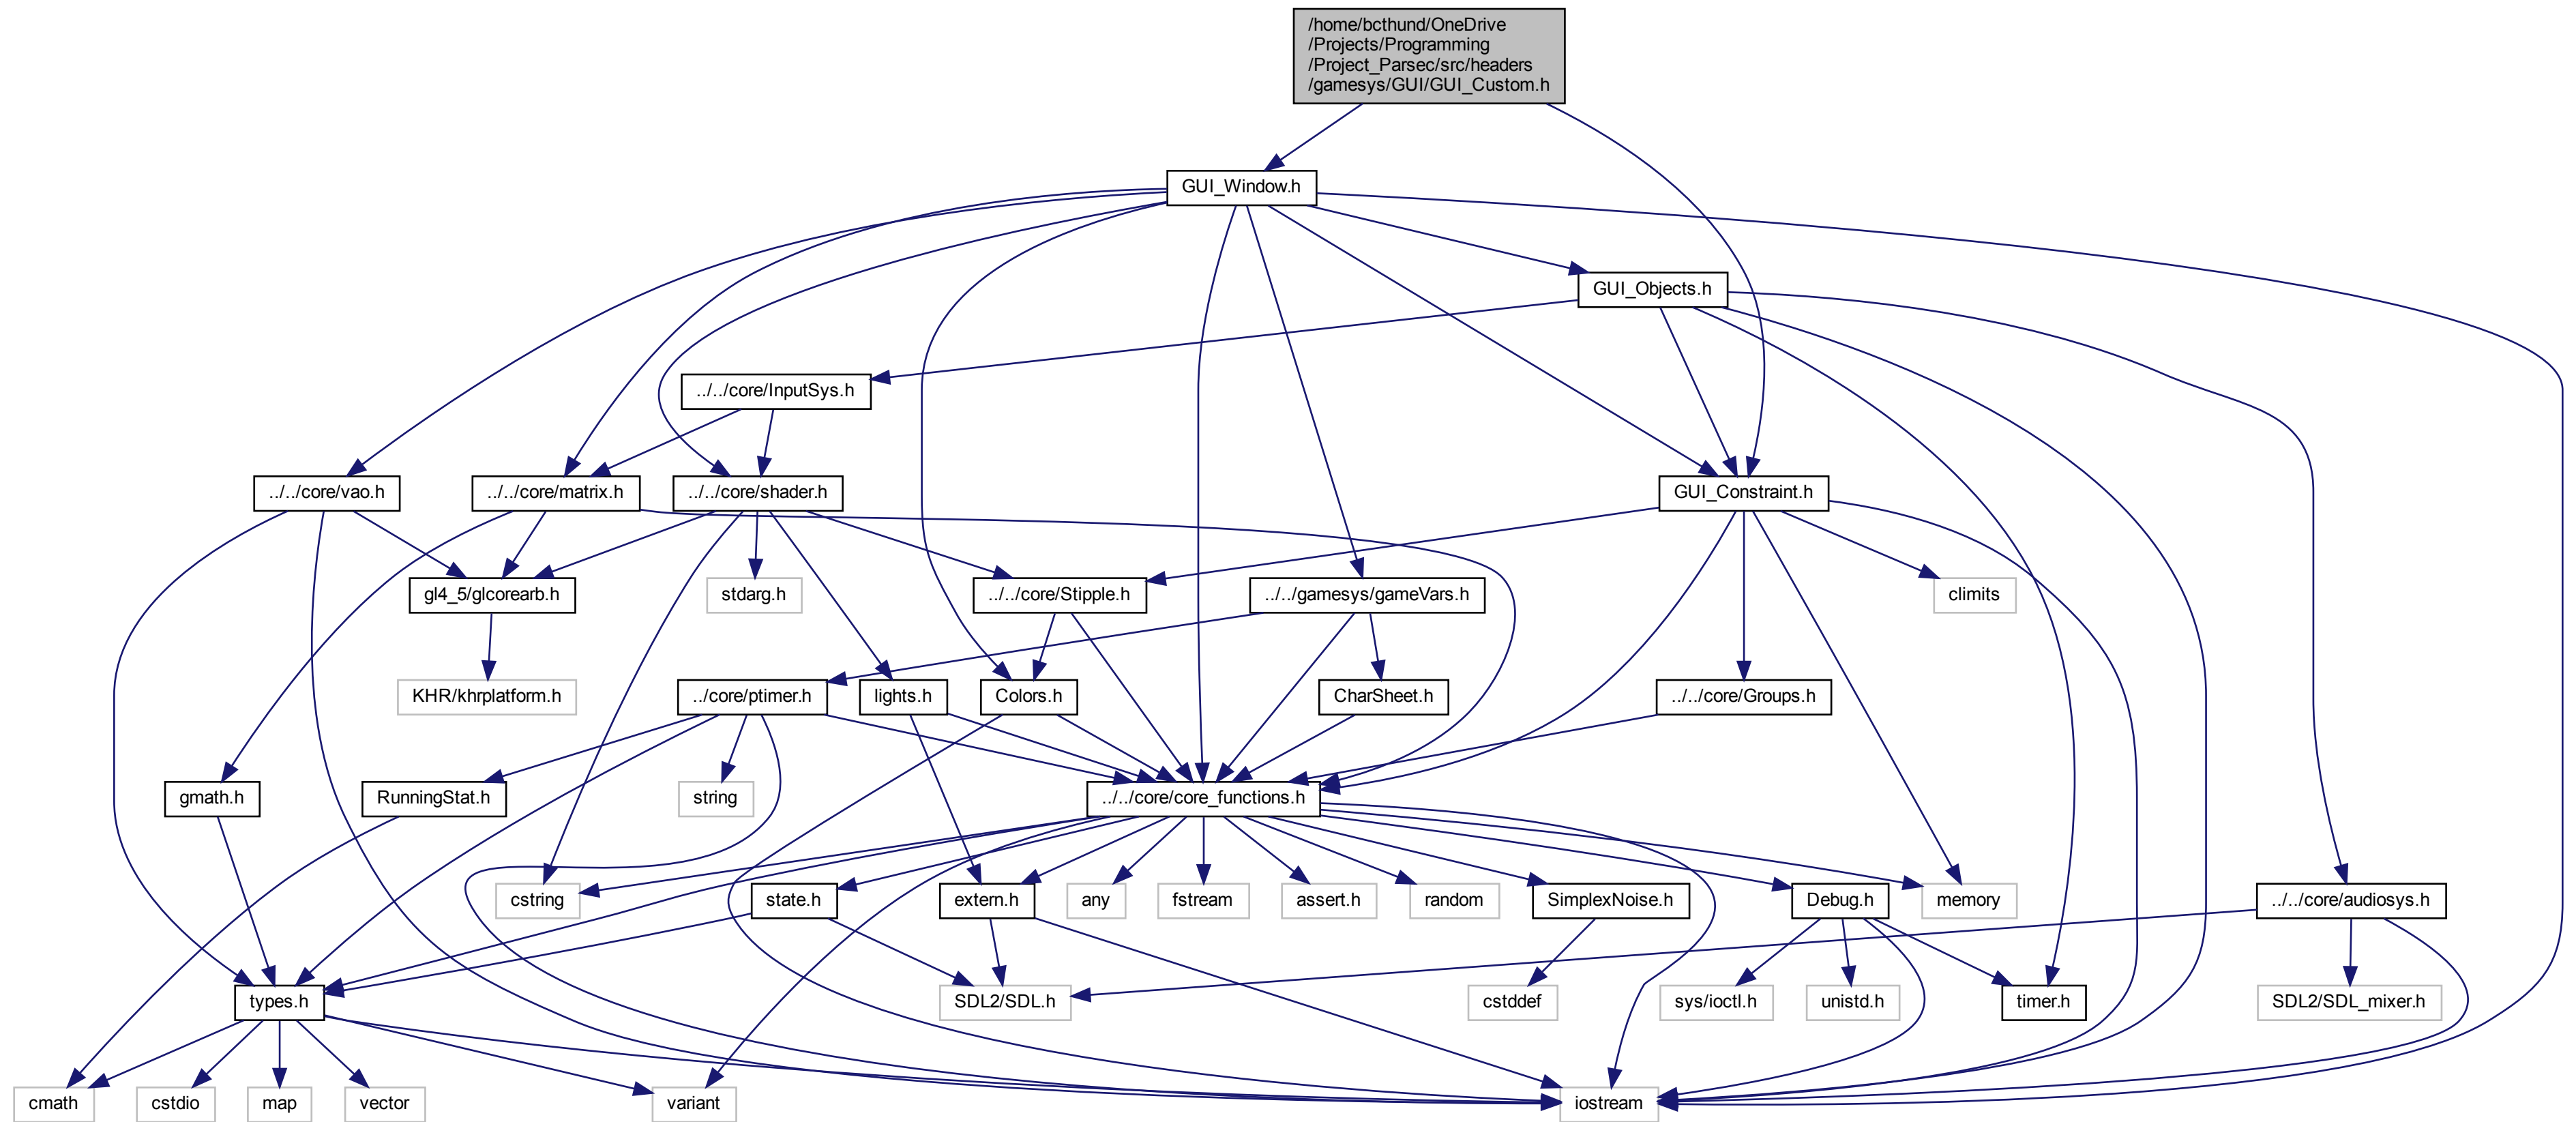 /home/bcthund/OneDrive
/Projects/Programming
/Project_Parsec/src/headers
/gamesys/GUI/GUI_Custom.h
GUI_Window.h
GUI_Objects.h
../../core/InputSys.h
../../core/vao.h
../../core/matrix.h
../../core/shader.h
GUI_Constraint.h
gl4_5/glcorearb.h
stdarg.h
../../core/Stipple.h
../../gamesys/gameVars.h
climits
KHR/khrplatform.h
../core/ptimer.h
lights.h
Colors.h
CharSheet.h
../../core/Groups.h
gmath.h
RunningStat.h
string
../../core/core_functions.h
cstring
state.h
extern.h
any
fstream
assert.h
random
SimplexNoise.h
Debug.h
memory
../../core/audiosys.h
types.h
SDL2/SDL.h
cstddef
sys/ioctl.h
unistd.h
timer.h
SDL2/SDL_mixer.h
cmath
cstdio
map
vector
variant
iostream